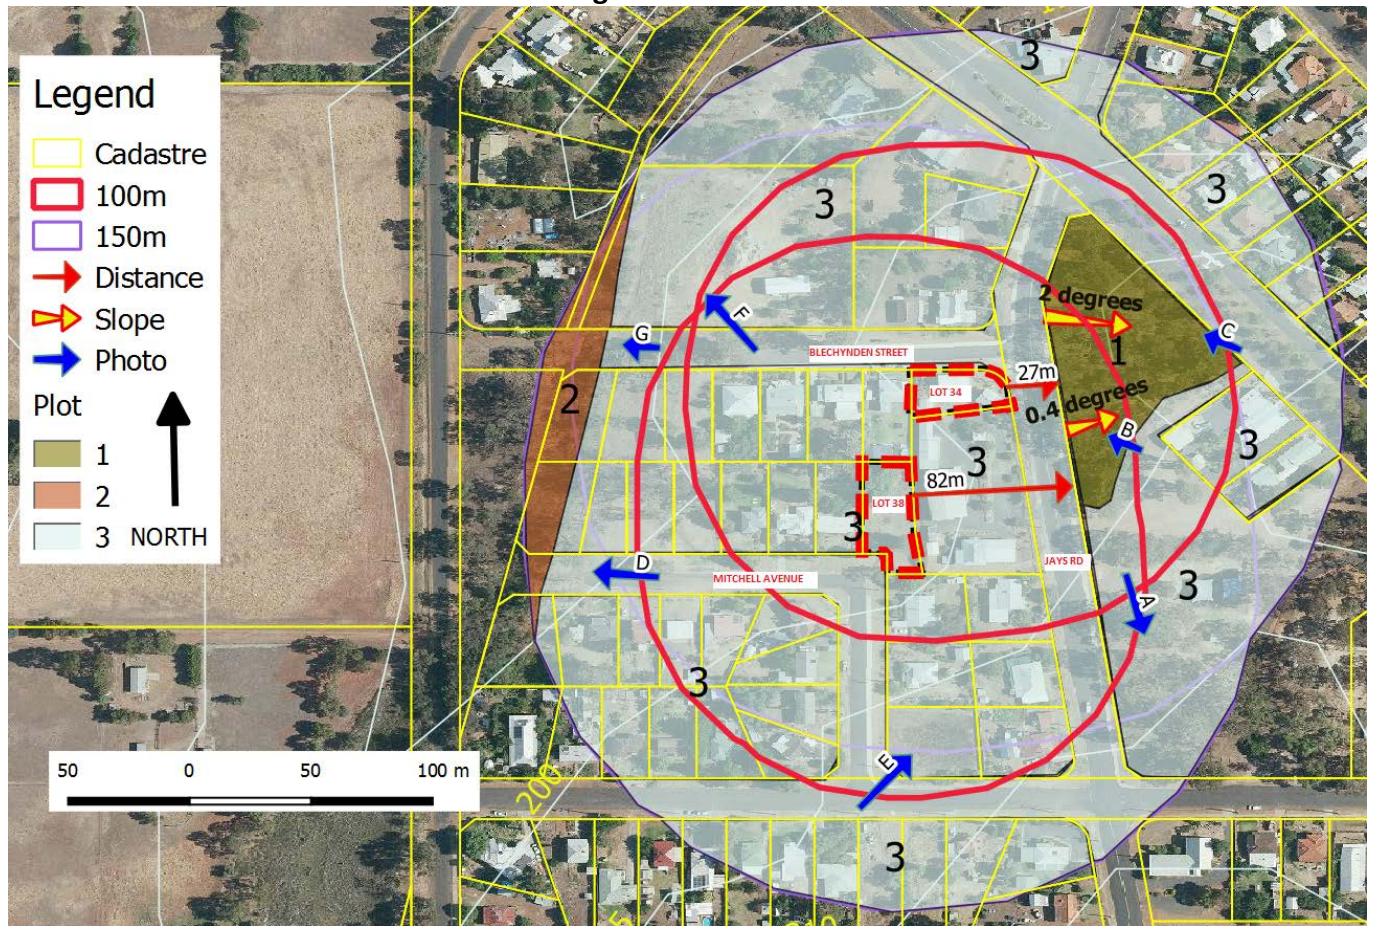 Legend
Cadastre
100m
150m
Distance
Slope
Photo
Plot
1
2
3 NORTH
50 0 50 100 m
3
3
3
F
G
C
2 degrees
1
BLECHYNDEN STREET
27m
LOT 34
0.4 degrees
2
B
3
3
82m
LOT 38
3
D
MITCHELL AVENUE
JAYS RD
3
A
3
E
200
3
210